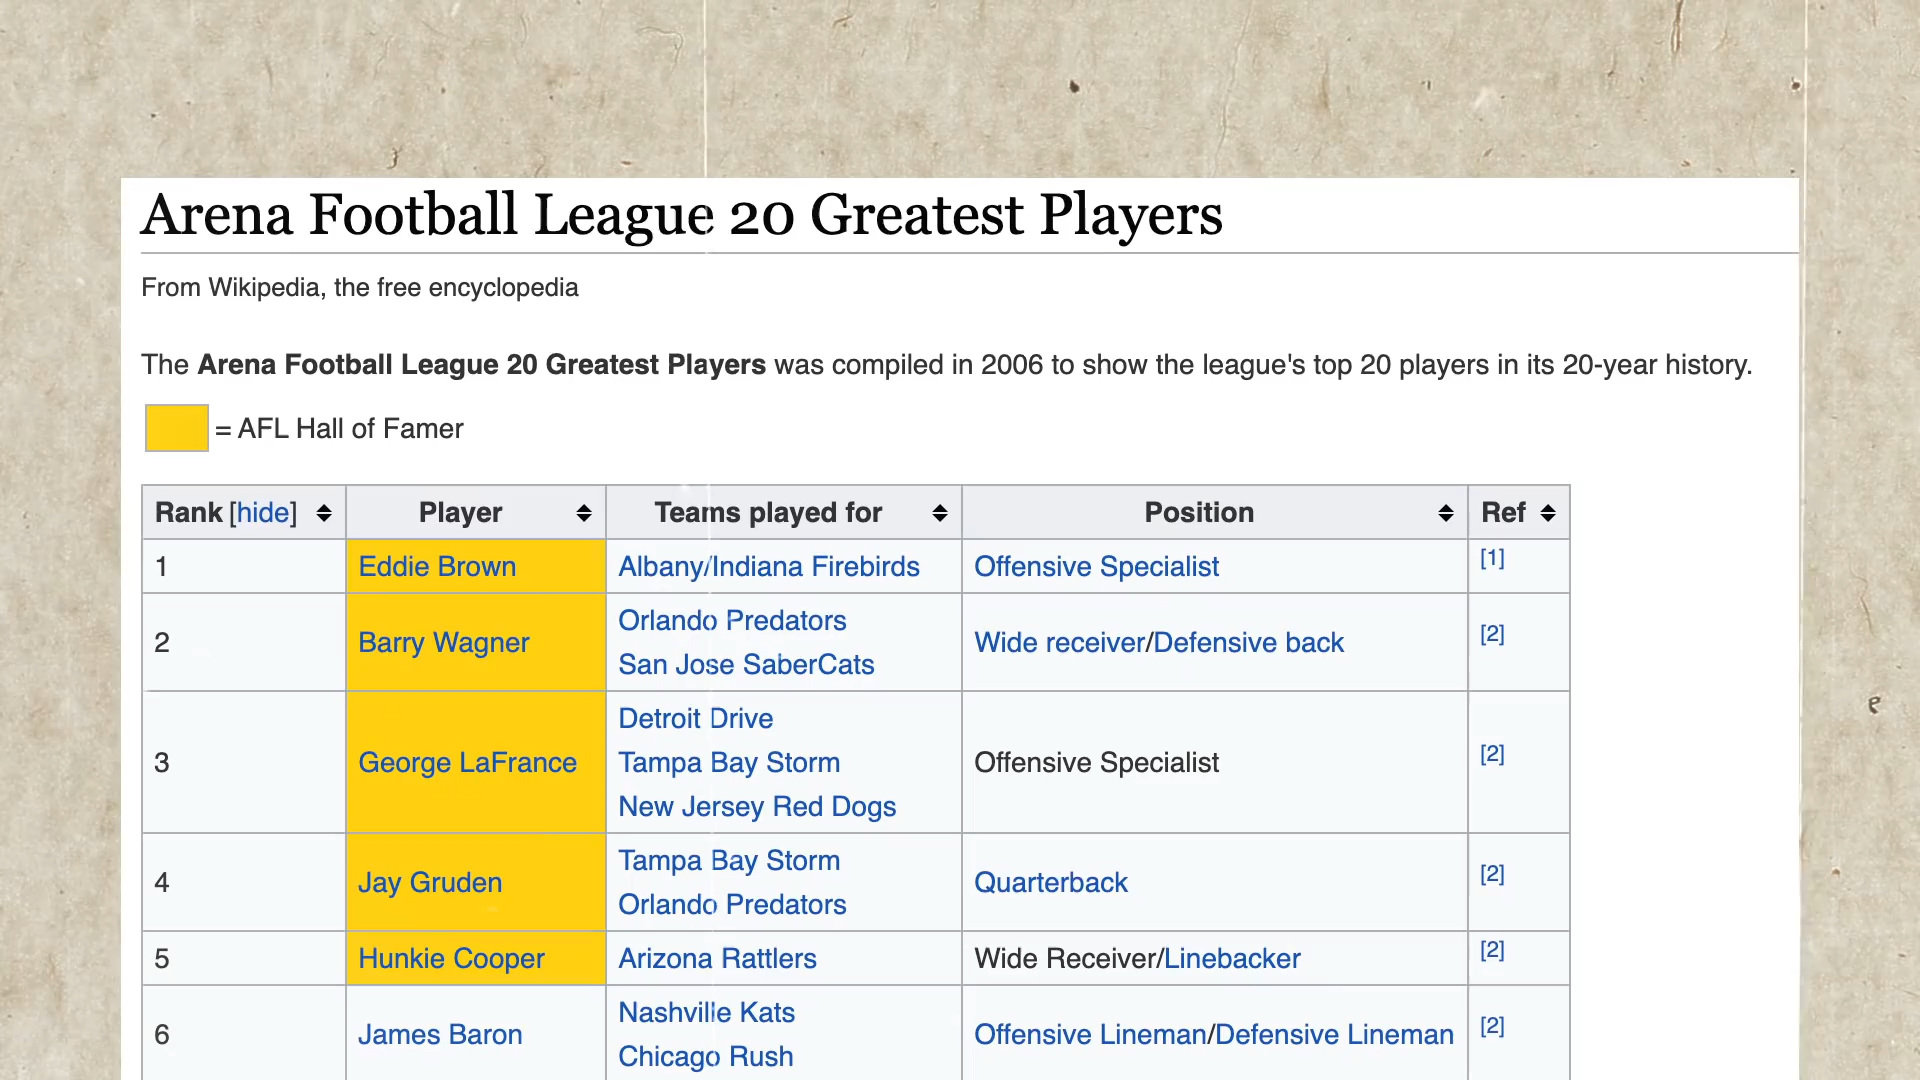 Arena Football League 20 Greatest Players
From Wikipedia, the free encyclopedia
The Arena Football League 20 Greatest Players was compiled in 2006 to show the league's top 20 players in its 20-year history.
= AFL Hall of Famer
Rank [hide] Player Teams played for Position Ref
1 Eddie Brown Albany/Indiana Firebirds Offensive Specialist [1]
2 Barry Wagner Orlando Predators
San Jose SaberCats Wide receiver/Defensive back [2]
3 George LaFrance Detroit Drive
Tampa Bay Storm
New Jersey Red Dogs Offensive Specialist [2]
4 Jay Gruden Tampa Bay Storm
Orlando Predators Quarterback [2]
5 Hunkie Cooper Arizona Rattlers Wide Receiver/Linebacker [2]
6 James Baron Nashville Kats
Chicago Rush Offensive Lineman/Defensive Lineman [2]